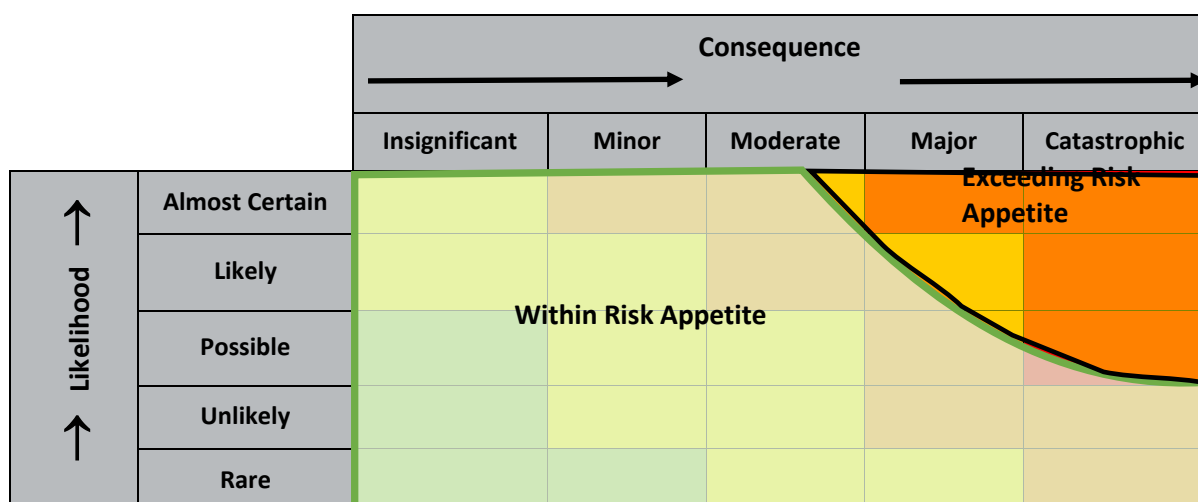 Consequence
Insignificant Minor Moderate Major Catastrophic
Exceeding Risk
Appetite
Almost Certain
Likely
Within Risk Appetite
Possible
Unlikely
Rare
Likelihood